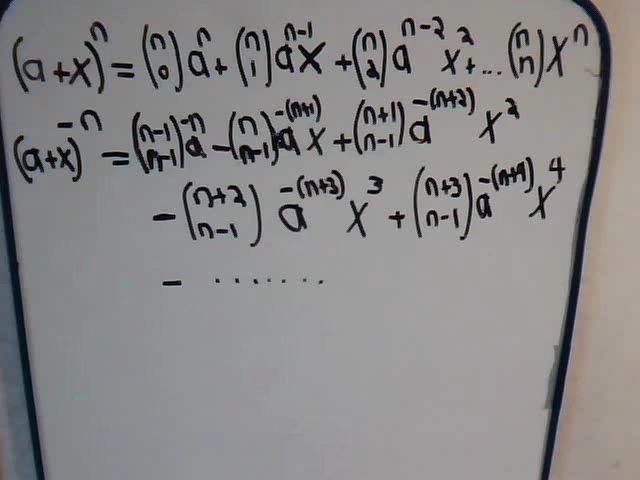 (a+x)^n = (n 0) a^n + (n 1) a^{n-1} x + (n 2) a^{n-2} x^2 + ... (n n) x^n
(a+x)^{-n} = (n-1 n-1) a^{-n} - (n n-1) a^{-(n+1)} x + (n+1 n-1) a^{-(n+2)} x^2
- (n+2 n-1) a^{-(n+3)} x^3 + (n+3 n-1) a^{-(n+4)} x^4
- .......